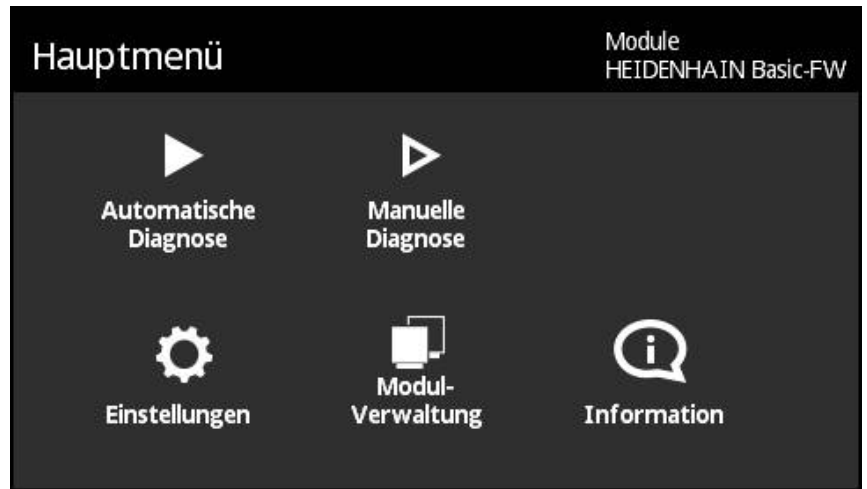 Hauptmenü
Module
HEIDENHAIN Basic-FW
Automatische
Diagnose
Manuelle
Diagnose
Einstellungen
Modul-
Verwaltung
Information